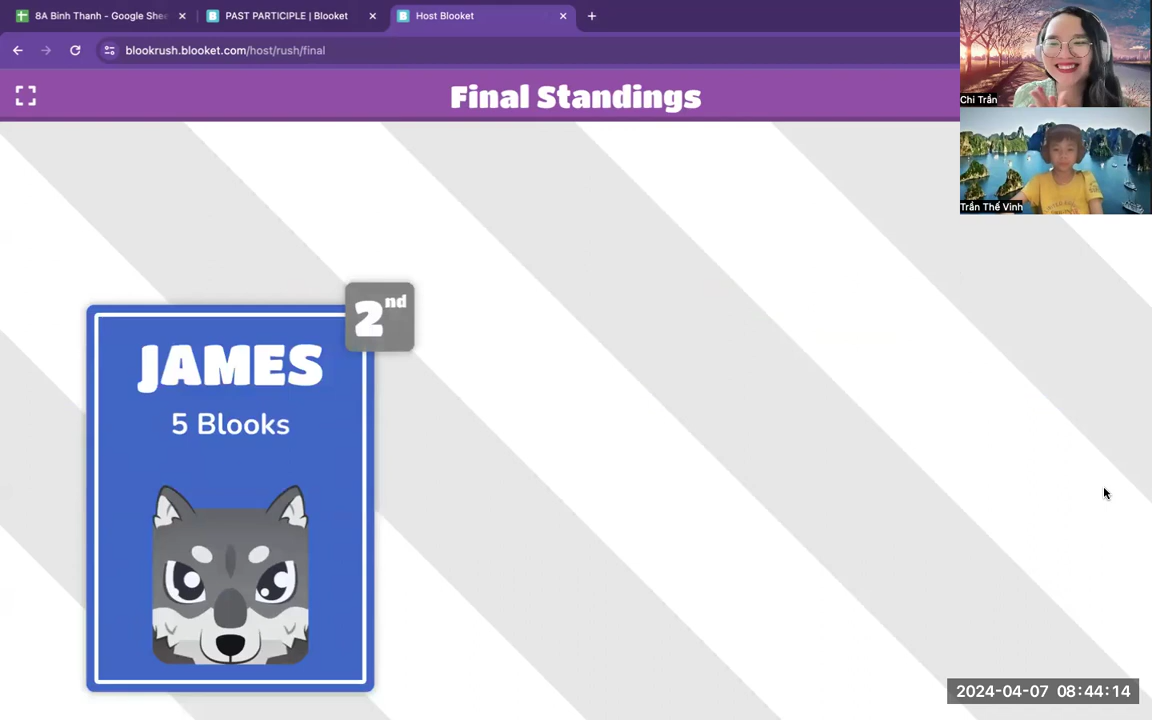 8A Binh Thanh - Google Shee
PAST PARTICIPLE | Blooket
Host Blooket
blookrush.blooket.com/host/rush/final
Final Standings
Chi Trần
Trần Thế Vinh
2nd
JAMES
5 Blooks
2024-04-07 08:44:14